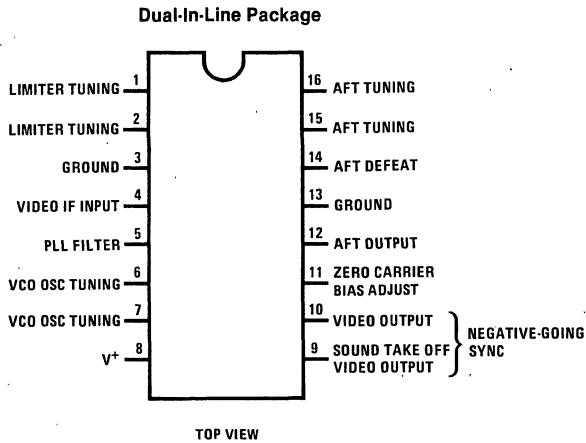 Dual-In-Line Package
LIMITER TUNING 1
16 AFT TUNING
LIMITER TUNING 2
15 AFT TUNING
GROUND 3
14 AFT DEFEAT
VIDEO IF INPUT 4
13 GROUND
PLL FILTER 5
12 AFT OUTPUT
VCO OSC TUNING 6
11 ZERO CARRIER
BIAS ADJUST
VCO OSC TUNING 7
10 VIDEO OUTPUT
V+ 8
9 SOUND TAKE OFF
VIDEO OUTPUT
NEGATIVE-GOING
SYNC
TOP VIEW